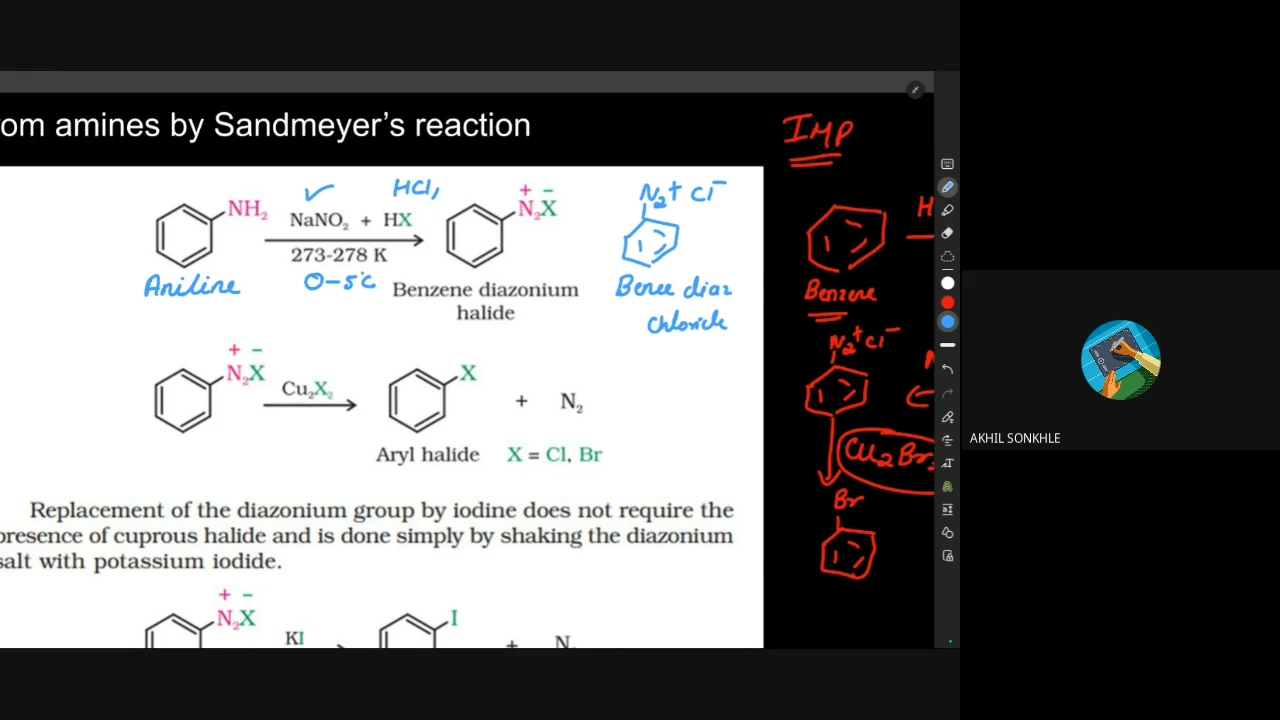 rom amines by Sandmeyer's reaction
IMP
HCl,
NH₂
NaNO₂ + HX
273-278 K
0-5°C
Aniline
+ −
N₂X
Benzene diazonium
halide
N₂⁺ Cl⁻
Benee diaz
chloride
H
Benzene
N₂⁺Cl⁻
+ −
N₂X
Cu₂X₂
X
+ N₂
Aryl halide X = Cl, Br
Cu₂Br₂
Br
Replacement of the diazonium group by iodine does not require the
presence of cuprous halide and is done simply by shaking the diazonium
salt with potassium iodide.
+ −
N₂X
KI
I
+ N
AKHIL SONKHLE